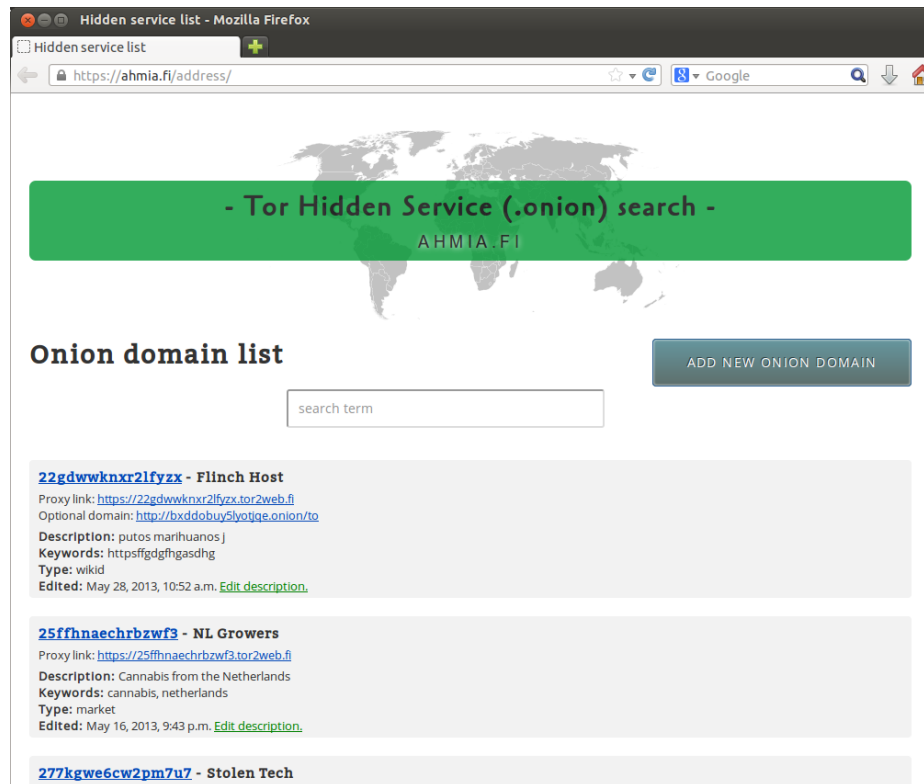 Hidden service list - Mozilla Firefox
Hidden service list
https://ahmia.fi/address/
Google
- Tor Hidden Service (.onion) search -
AHMIA.FI
Onion domain list
ADD NEW ONION DOMAIN
search term
22gdwwknxr2lfyzx - Flinch Host
Proxy link: https://22gdwwknxr2lfyzx.tor2web.fi
Optional domain: http://bxddobuy5lyotjqe.onion/to
Description: putos marihuanos j
Keywords: httpsffgdgfhgasdhg
Type: wikid
Edited: May 28, 2013, 10:52 a.m. Edit description.
25ffhnaechrbzwf3 - NL Growers
Proxy link: https://25ffhnaechrbzwf3.tor2web.fi
Description: Cannabis from the Netherlands
Keywords: cannabis, netherlands
Type: market
Edited: May 16, 2013, 9:43 p.m. Edit description.
277kgwe6cw2pm7u7 - Stolen Tech